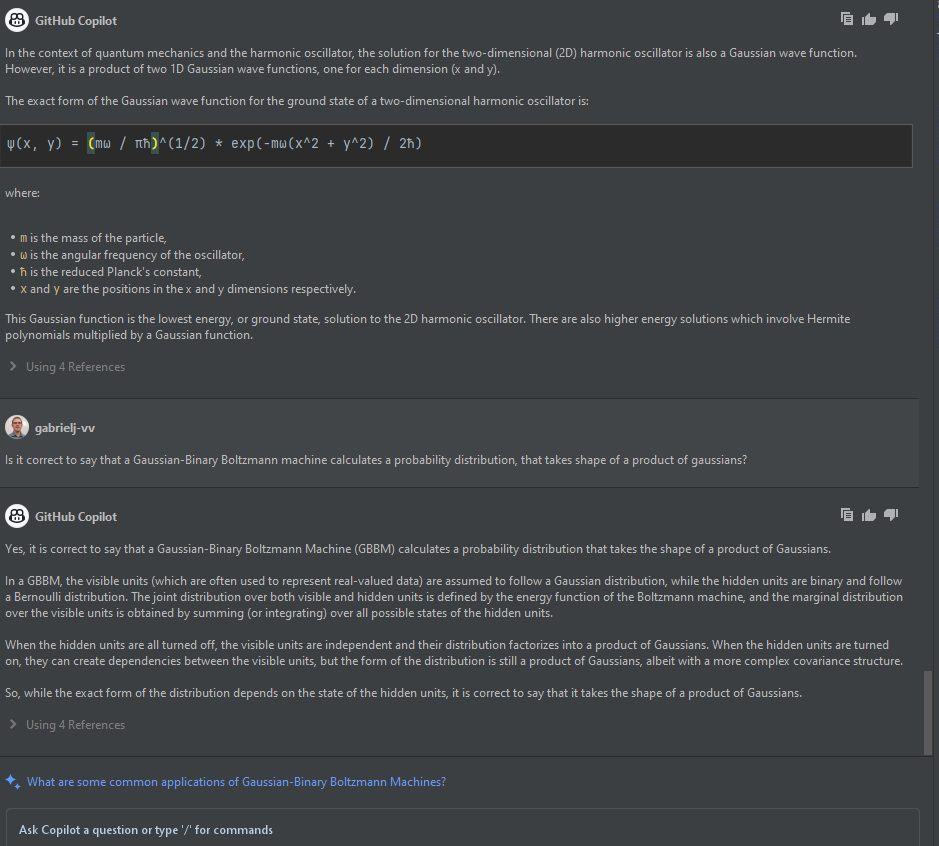 GitHub Copilot
In the context of quantum mechanics and the harmonic oscillator, the solution for the two-dimensional (2D) harmonic oscillator is also a Gaussian wave function.
However, it is a product of two 1D Gaussian wave functions, one for each dimension (x and y).
The exact form of the Gaussian wave function for the ground state of a two-dimensional harmonic oscillator is:
ψ(x, y) = (mω / πħ)^(1/2) * exp(-mω(x^2 + y^2) / 2ħ)
where:
• m is the mass of the particle,
• ω is the angular frequency of the oscillator,
• ħ is the reduced Planck's constant,
• x and y are the positions in the x and y dimensions respectively.
This Gaussian function is the lowest energy, or ground state, solution to the 2D harmonic oscillator. There are also higher energy solutions which involve Hermite
polynomials multiplied by a Gaussian function.
Using 4 References
gabrielj-vv
Is it correct to say that a Gaussian-Binary Boltzmann machine calculates a probability distribution, that takes shape of a product of gaussians?
GitHub Copilot
Yes, it is correct to say that a Gaussian-Binary Boltzmann Machine (GBBM) calculates a probability distribution that takes the shape of a product of Gaussians.
In a GBBM, the visible units (which are often used to represent real-valued data) are assumed to follow a Gaussian distribution, while the hidden units are binary and follow
a Bernoulli distribution. The joint distribution over both visible and hidden units is defined by the energy function of the Boltzmann machine, and the marginal distribution
over the visible units is obtained by summing (or integrating) over all possible states of the hidden units.
When the hidden units are all turned off, the visible units are independent and their distribution factorizes into a product of Gaussians. When the hidden units are turned
on, they can create dependencies between the visible units, but the form of the distribution is still a product of Gaussians, albeit with a more complex covariance structure.
So, while the exact form of the distribution depends on the state of the hidden units, it is correct to say that it takes the shape of a product of Gaussians.
Using 4 References
What are some common applications of Gaussian-Binary Boltzmann Machines?
Ask Copilot a question or type '/' for commands